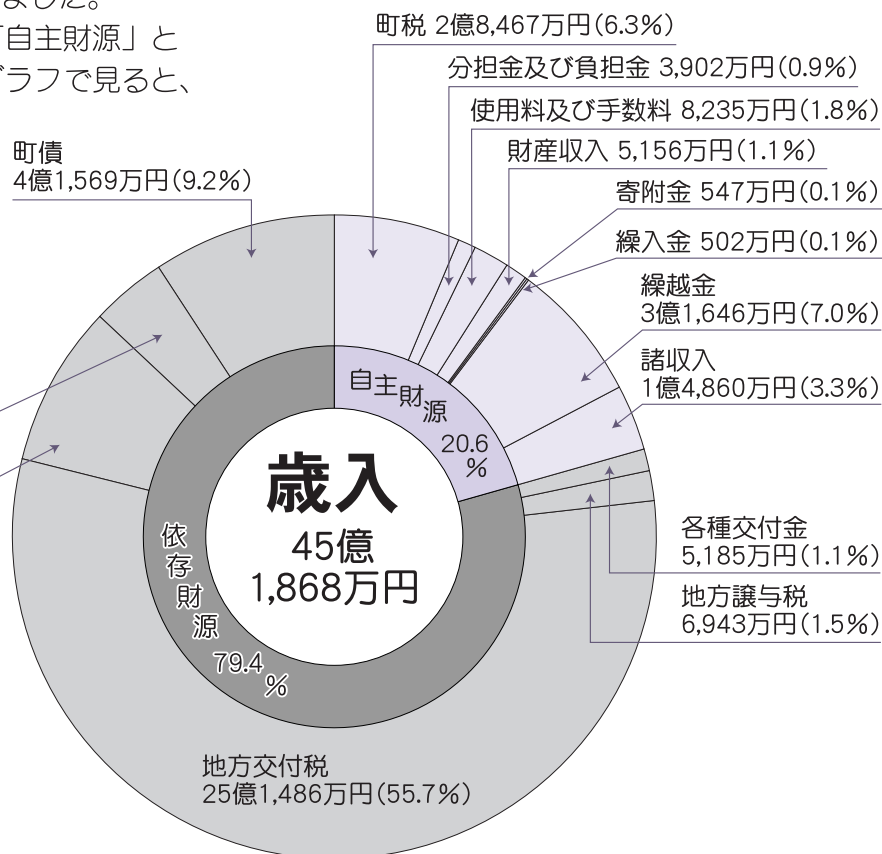 ました。
「自主財源」と
グラフで見ると、
町税 2億8,467万円(6.3%)
分担金及び負担金 3,902万円(0.9%)
使用料及び手数料 8,235万円(1.8%)
財産収入 5,156万円(1.1%)
寄附金 547万円(0.1%)
繰入金 502万円(0.1%)
繰越金
3億1,646万円(7.0%)
諸収入
1億4,860万円(3.3%)
町債
4億1,569万円(9.2%)
自主財源
20.6
%
歳入
45億
1,868万円
依存財源
79.4
%
各種交付金
5,185万円(1.1%)
地方譲与税
6,943万円(1.5%)
地方交付税
25億1,486万円(55.7%)